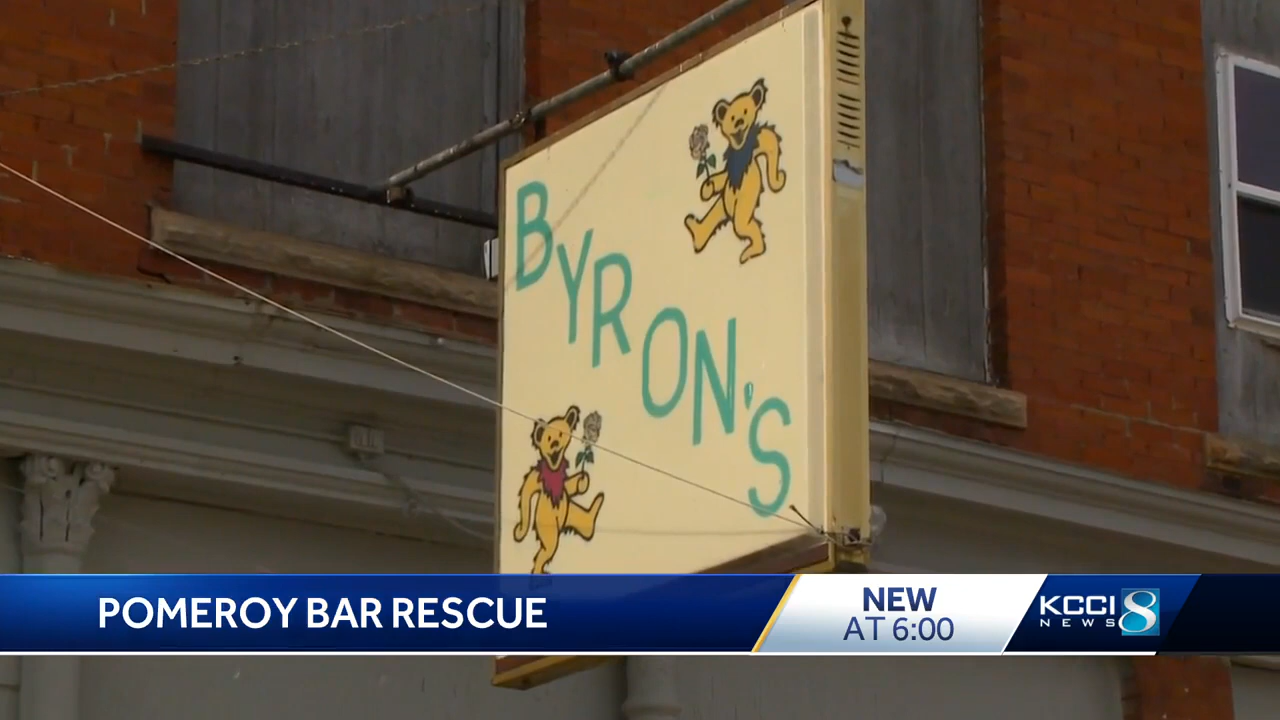 BYRON'S
POMEROY BAR RESCUE
NEW
AT 6:00
KCCI 8
NEWS